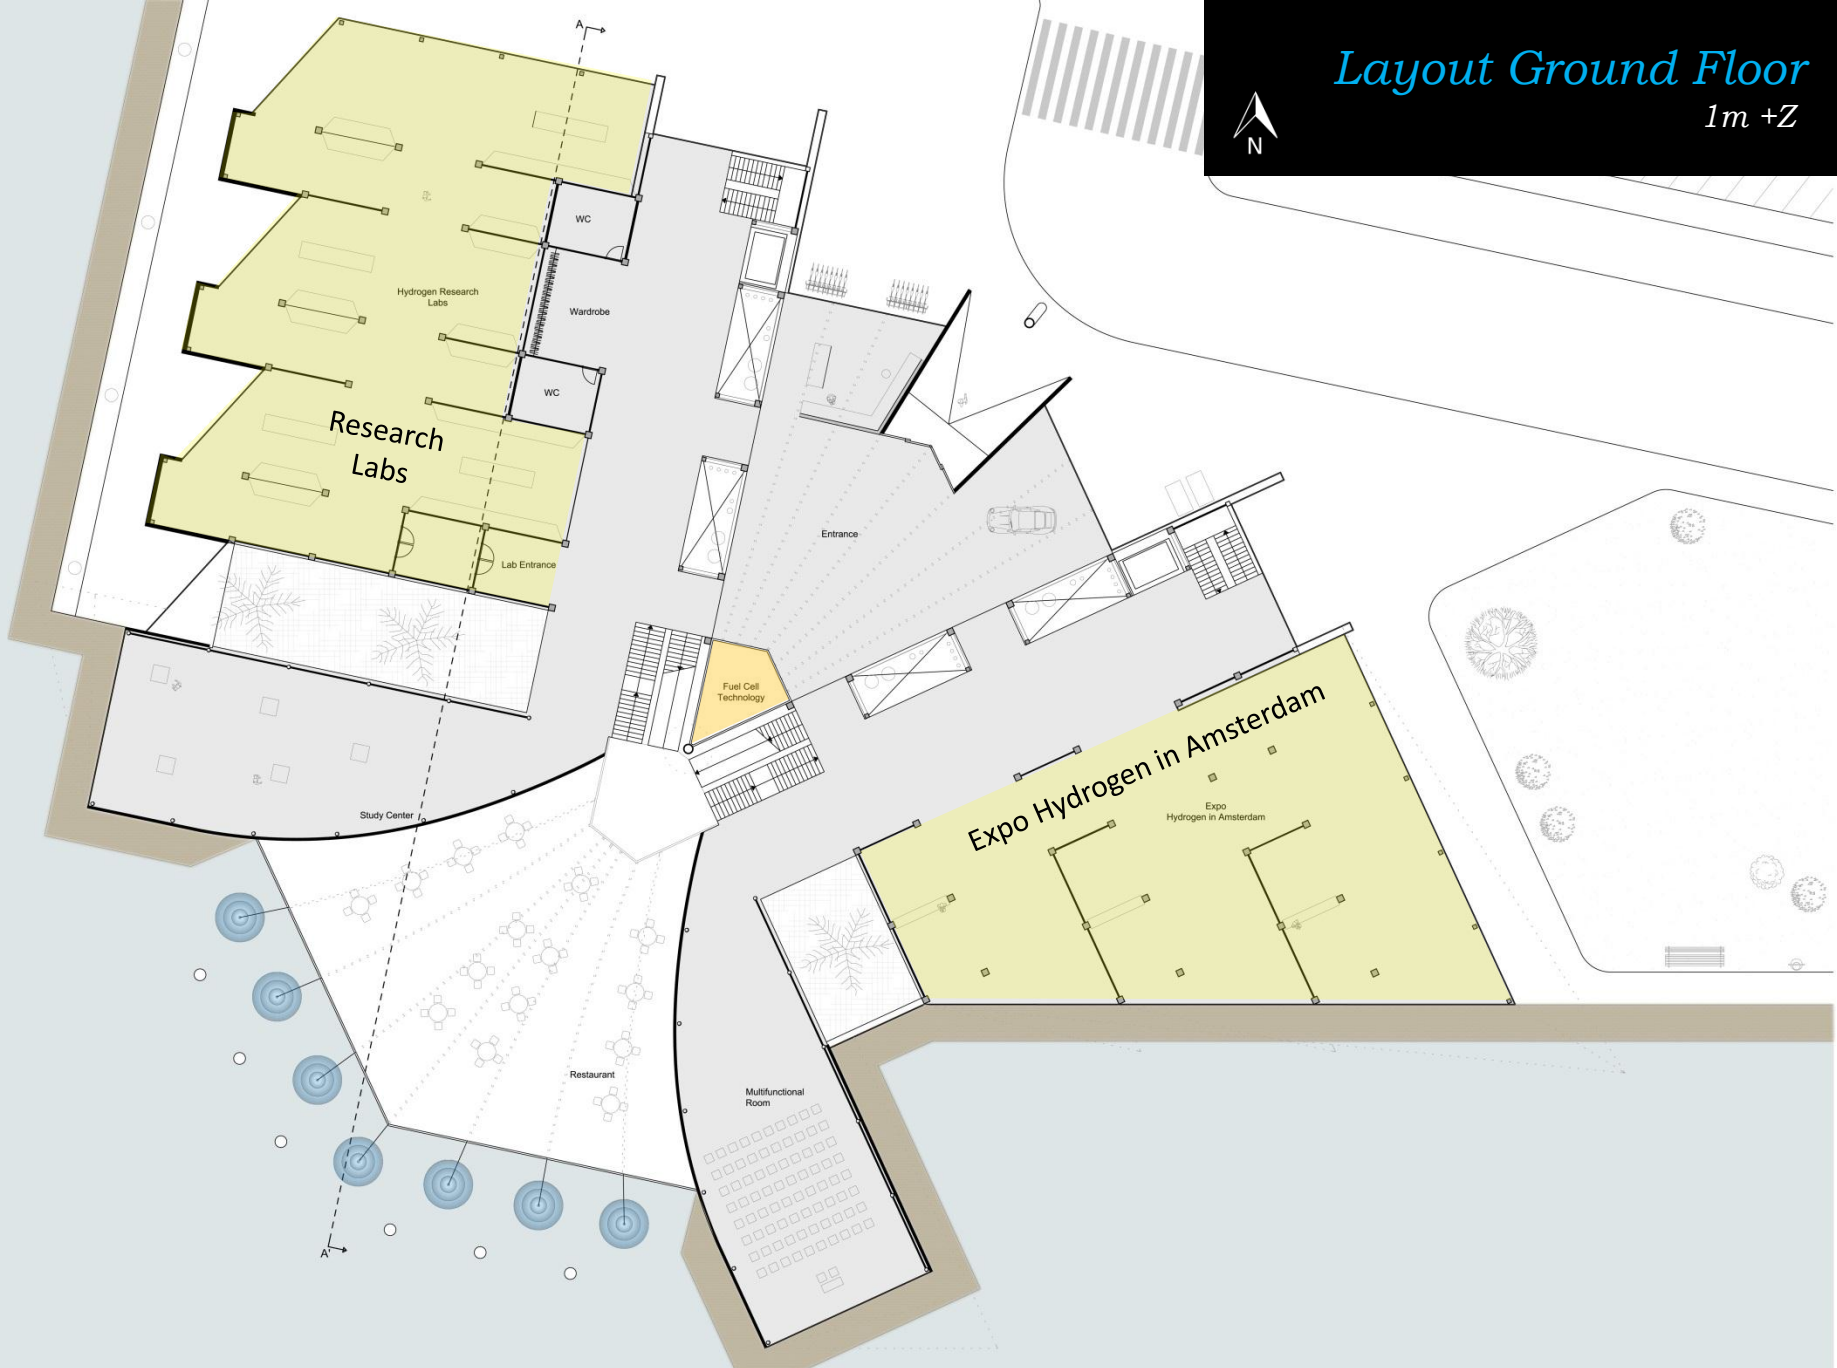 Layout Ground Floor
1m +Z
N
A
WC
Hydrogen Research
Labs
Wardrobe
WC
Research
Labs
Lab Entrance
Entrance
Fuel Cell
Technology
Expo Hydrogen in Amsterdam
Expo
Hydrogen in Amsterdam
Study Center
Restaurant
Multifunctional
Room
A'